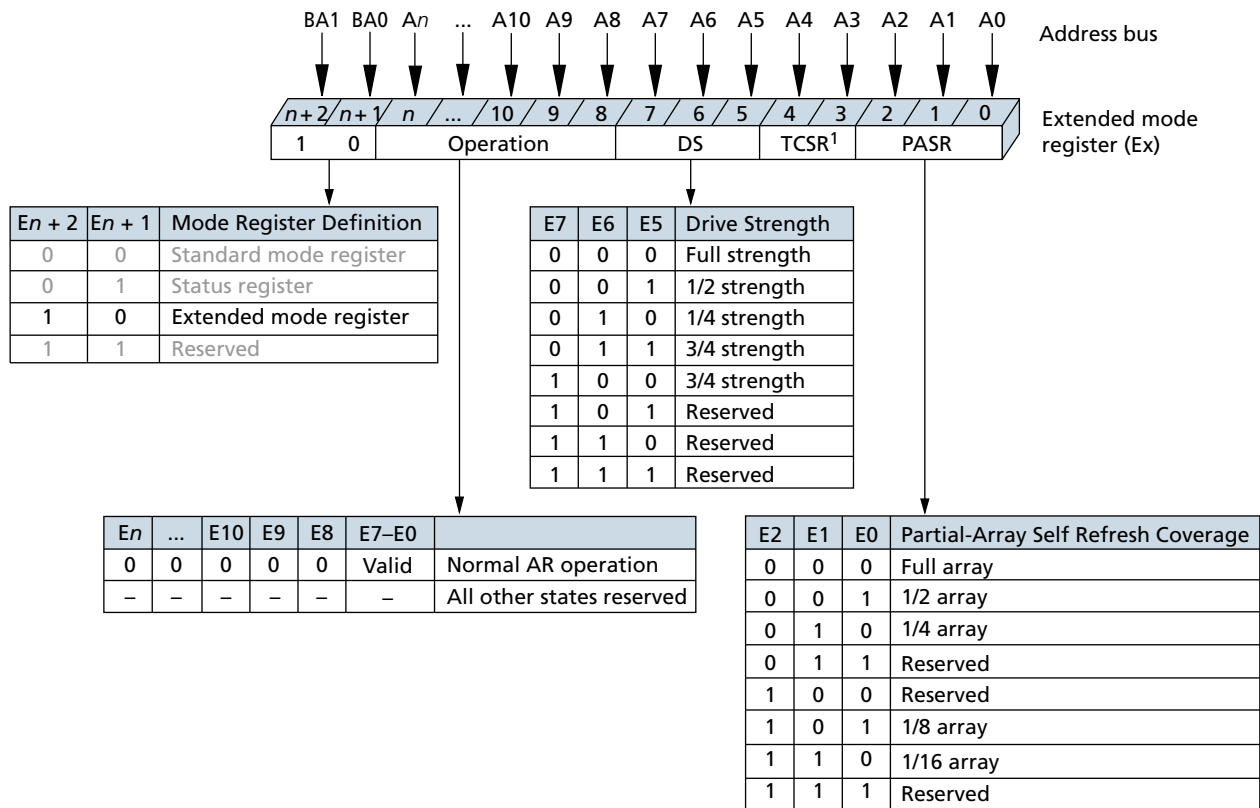 BA1 BA0 An ... A10 A9 A8 A7 A6 A5 A4 A3 A2 A1 A0 Address bus
n + 2 n + 1 n ... 10 9 8 7 6 5 4 3 2 1 0 Extended mode
register (Ex)
1 0 Operation DS TCSR1 PASR
En + 2 En + 1 Mode Register Definition
0 0 Standard mode register
0 1 Status register
1 0 Extended mode register
1 1 Reserved
E7 E6 E5 Drive Strength
0 0 0 Full strength
0 0 1 1/2 strength
0 1 0 1/4 strength
0 1 1 3/4 strength
1 0 0 3/4 strength
1 0 1 Reserved
1 1 0 Reserved
1 1 1 Reserved
En ... E10 E9 E8 E7–E0
0 0 0 0 0 Valid Normal AR operation
– – – – – – All other states reserved
E2 E1 E0 Partial-Array Self Refresh Coverage
0 0 0 Full array
0 0 1 1/2 array
0 1 0 1/4 array
0 1 1 Reserved
1 0 0 Reserved
1 0 1 1/8 array
1 1 0 1/16 array
1 1 1 Reserved